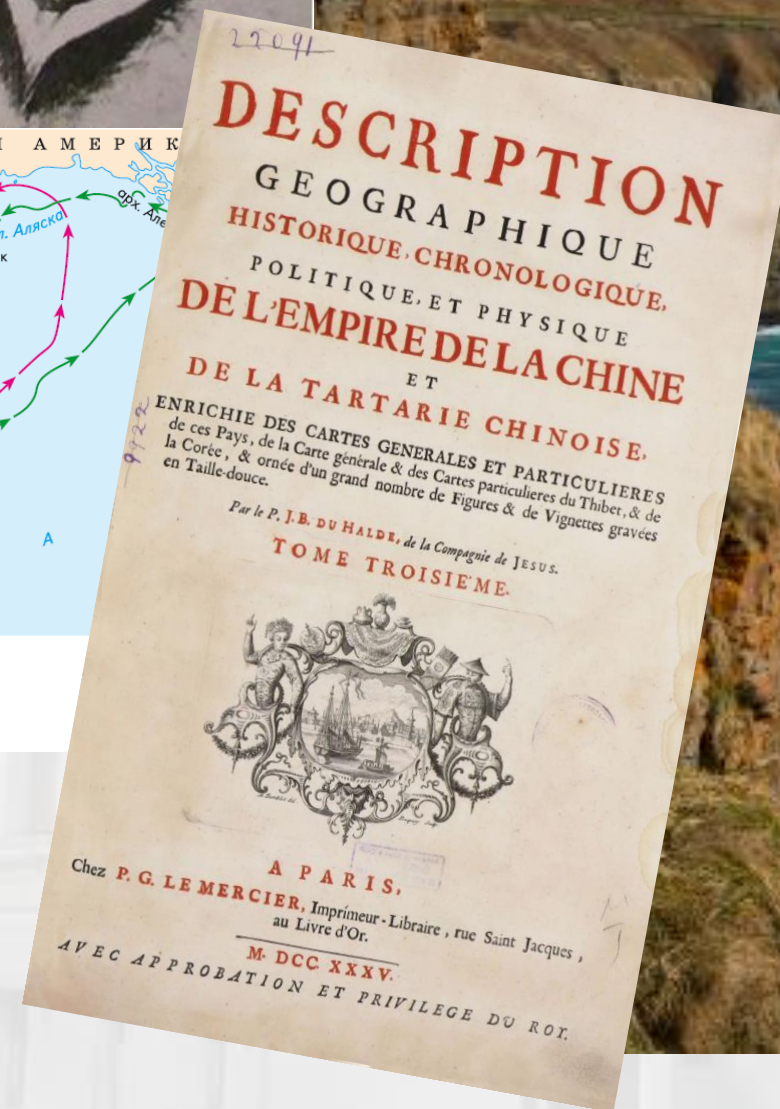 22091
АМЕРИК
арх. Але
л. Аляска
к
А
DESCRIPTION
GEOGRAPHIQUE
HISTORIQUE, CHRONOLOGIQUE,
POLITIQUE, ET PHYSIQUE
DE L'EMPIRE DE LA CHINE
ET
DE LA TARTARIE CHINOISE,
ENRICHIE DES CARTES GENERALES ET PARTICULIERES
de ces Pays, de la Carte générale & des Cartes particulieres du Thibet, & de
la Corée, & ornée d'un grand nombre de Figures & de Vignettes gravées
en Taille-douce.
9922
Par le P. J. B. DU HALDE, de la Compagnie de JESUS.
TOME TROISIE'ME.
A PARIS,
Chez P. G. LE MERCIER, Imprimeur-Libraire, rue Saint Jacques,
au Livre d'Or.
M. DCC. XXXV.
AVEC APPROBATION ET PRIVILEGE DU ROY.